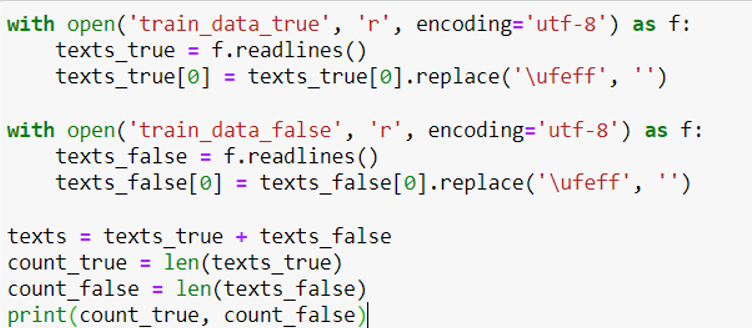 with open('train_data_true', 'r', encoding='utf-8') as f:
    texts_true = f.readlines()
    texts_true[0] = texts_true[0].replace('\ufeff', '')

with open('train_data_false', 'r', encoding='utf-8') as f:
    texts_false = f.readlines()
    texts_false[0] = texts_false[0].replace('\ufeff', '')

texts = texts_true + texts_false
count_true = len(texts_true)
count_false = len(texts_false)
print(count_true, count_false)